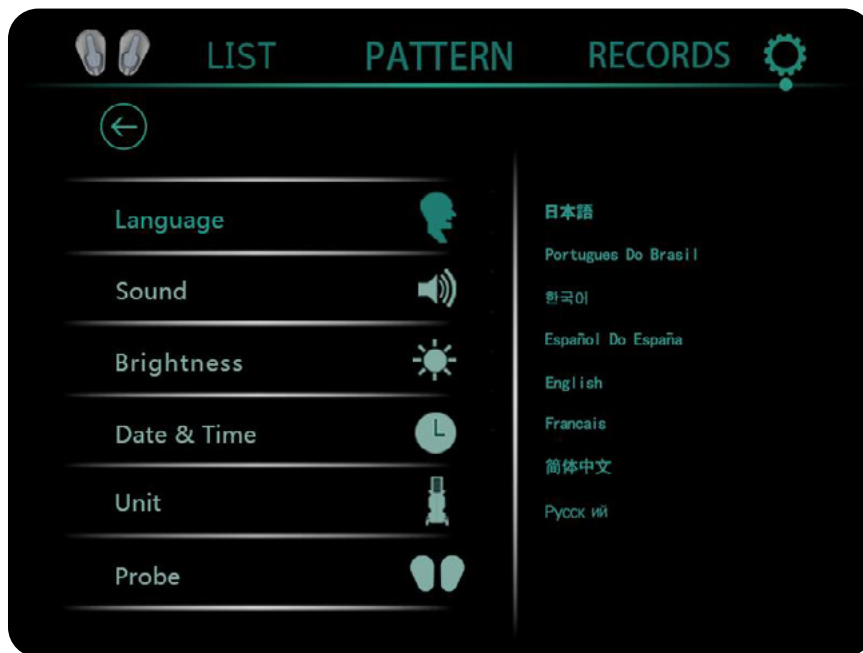 LIST PATTERN RECORDS
Language
Sound
Brightness
Date & Time
Unit
Probe
日本語
Portugues Do Brasil
한국어
Español Do España
English
Francais
简体中文
Русск ий